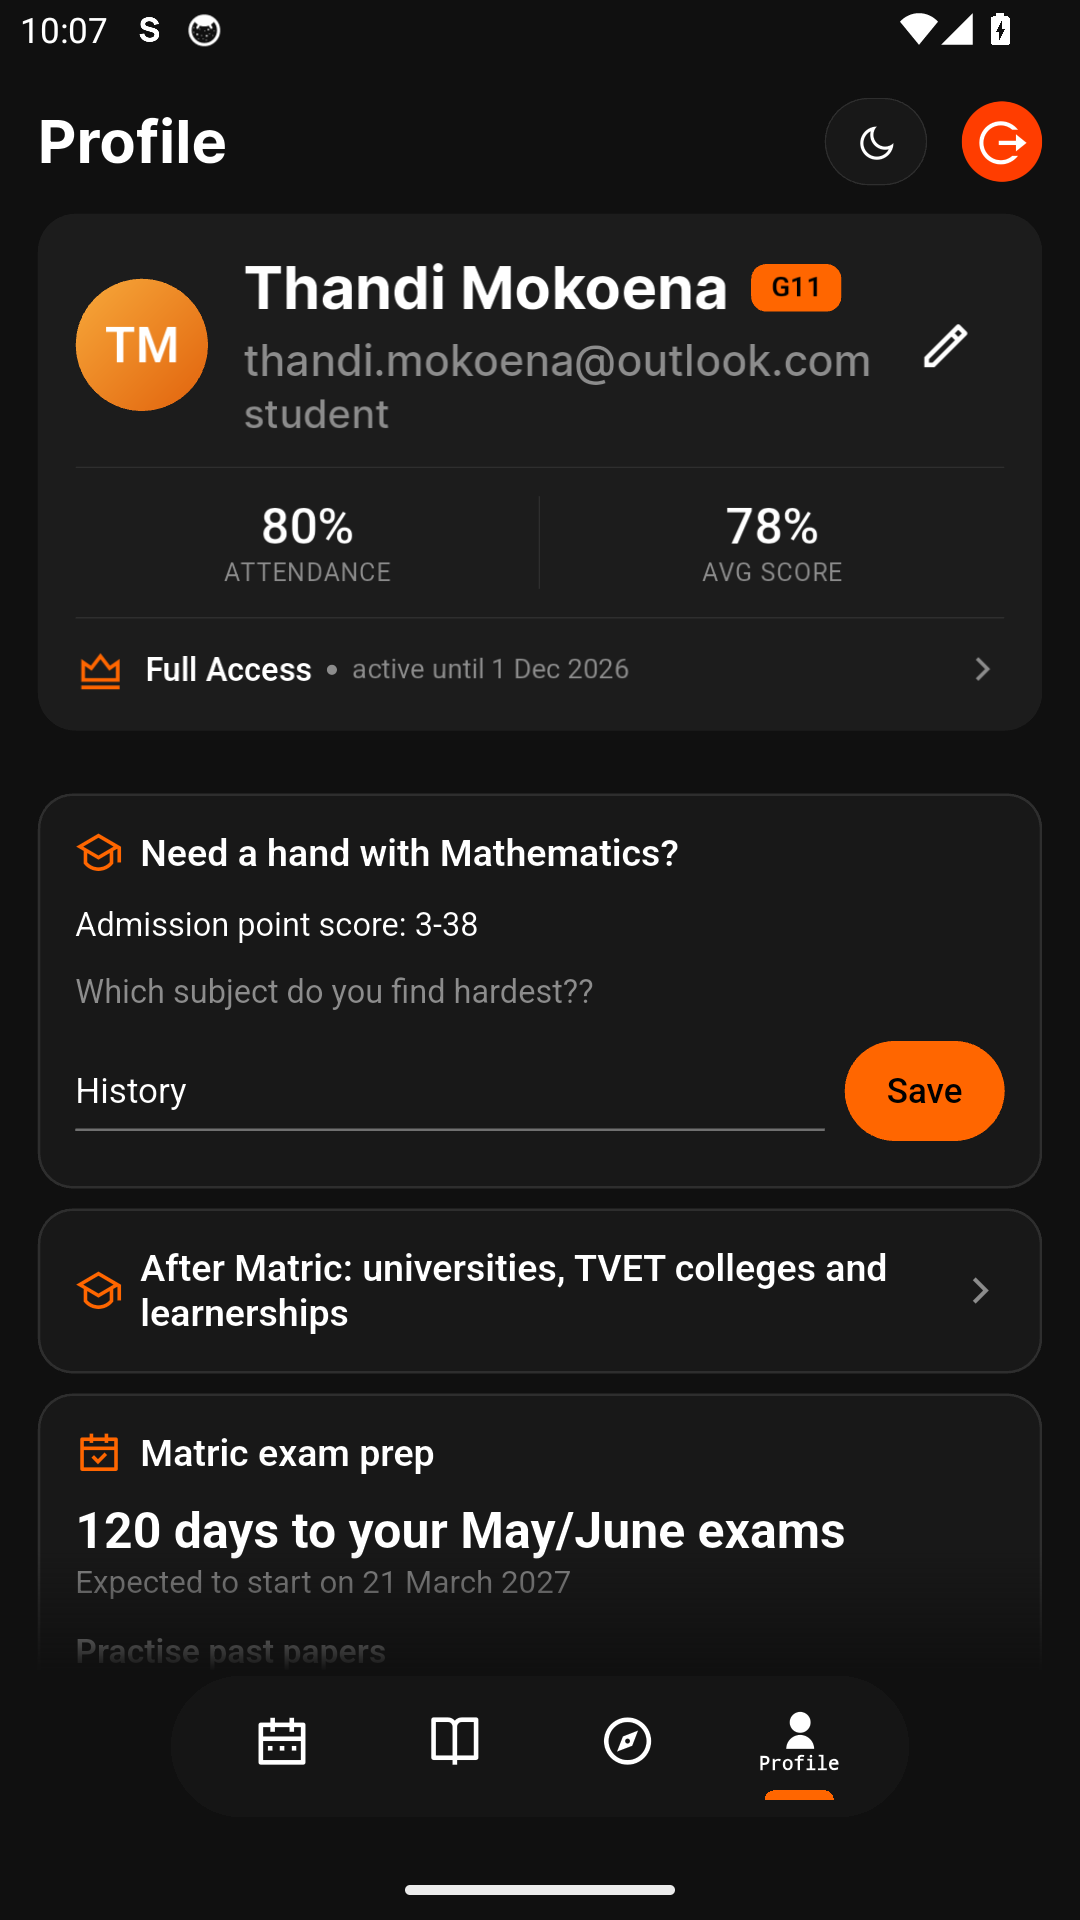 10:07 S
Profile
TM
Thandi Mokoena G11
thandi.mokoena@outlook.com
student
80%
ATTENDANCE
78%
AVG SCORE
Full Access • active until 1 Dec 2026
Need a hand with Mathematics?
Admission point score: 3-38
Which subject do you find hardest??
History
Save
After Matric: universities, TVET colleges and
learnerships
Matric exam prep
120 days to your May/June exams
Expected to start on 21 March 2027
Practise past papers
Profile